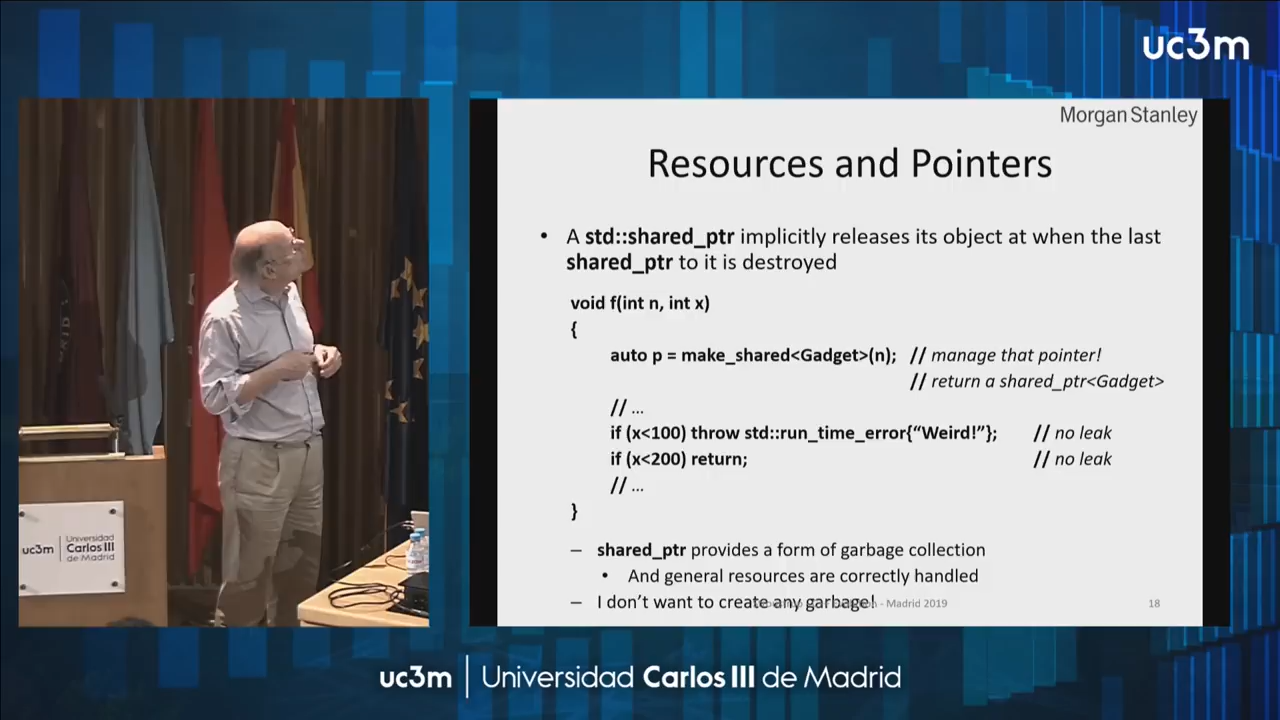 uc3m
Morgan Stanley
Resources and Pointers
• A std::shared_ptr implicitly releases its object at when the last
shared_ptr to it is destroyed
void f(int n, int x)
{
auto p = make_shared<Gadget>(n); // manage that pointer!
// return a shared_ptr<Gadget>
// ...
if (x<100) throw std::run_time_error{“Weird!”}; // no leak
if (x<200) return; // no leak
// ...
}
– shared_ptr provides a form of garbage collection
• And general resources are correctly handled
– I don’t want to create any garbage!
- Madrid 2019
18
uc3m
Universidad
Carlos III
de Madrid
uc3m | Universidad Carlos III de Madrid